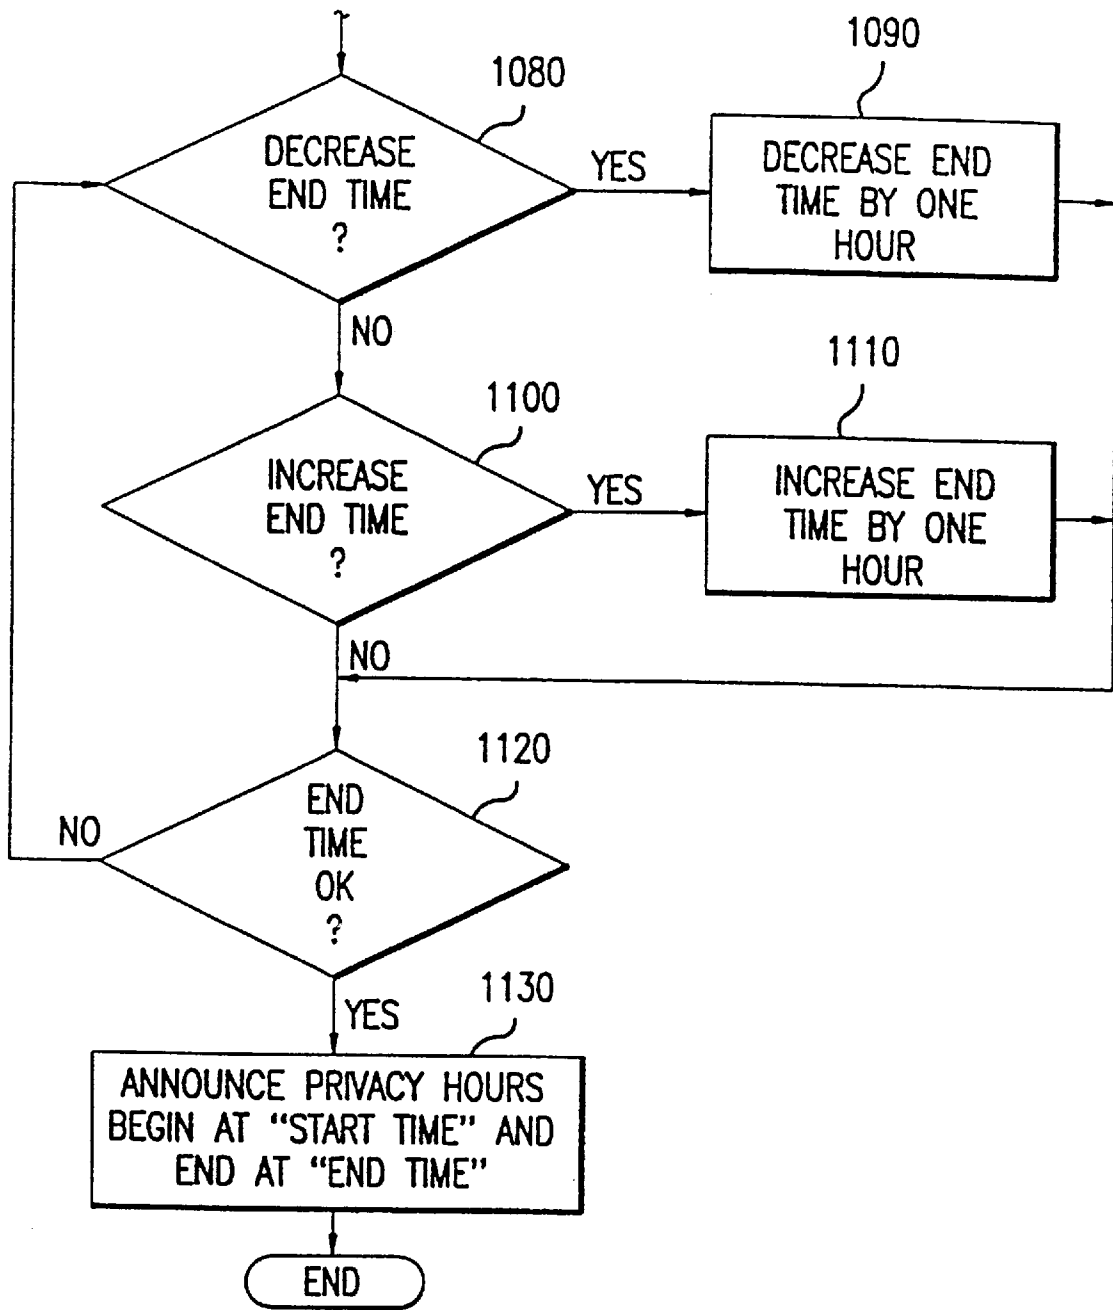 1080
DECREASE
END TIME
?
YES
1090
DECREASE END
TIME BY ONE
HOUR
NO
1100
INCREASE
END TIME
?
YES
1110
INCREASE END
TIME BY ONE
HOUR
NO
1120
END
TIME
OK
?
NO
YES
1130
ANNOUNCE PRIVACY HOURS
BEGIN AT “START TIME” AND
END AT “END TIME”
END